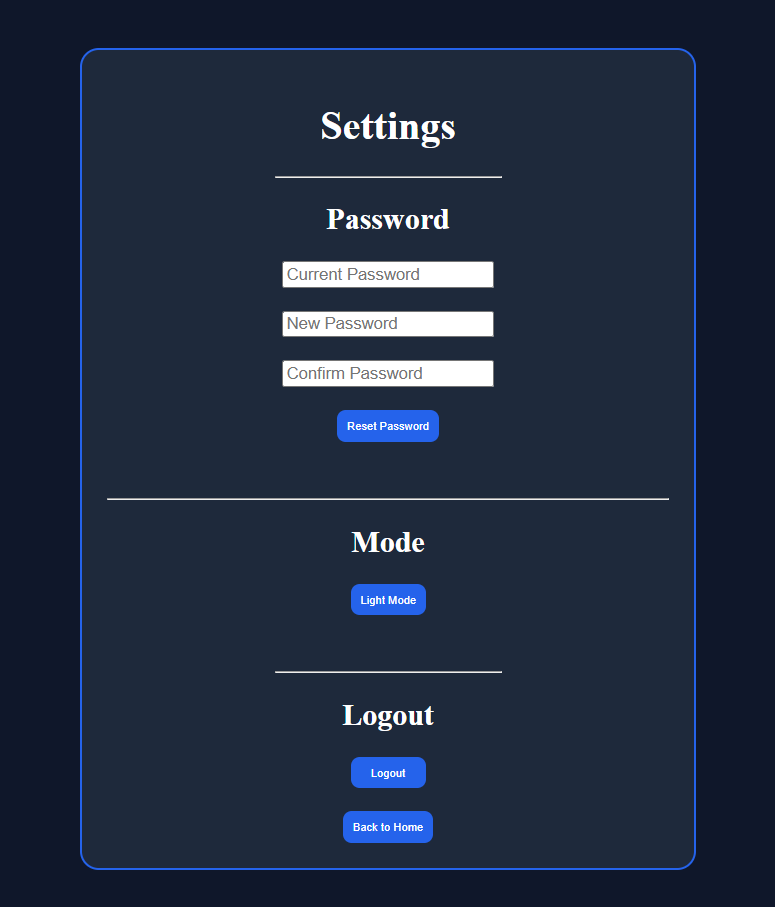 Settings
Password
Current Password
New Password
Confirm Password
Reset Password
Mode
Light Mode
Logout
Logout
Back to Home